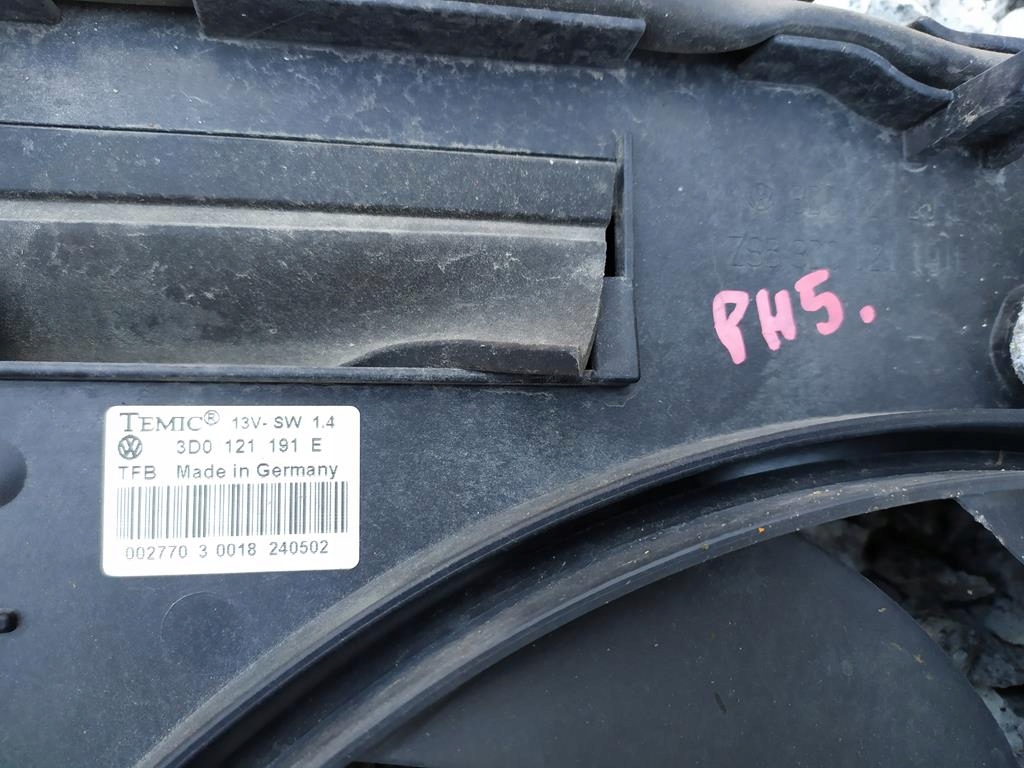 PH5.
TEMIC® 13V- SW 1.4
3D0 121 191 E
TFB Made in Germany
002770 3 0018 240502